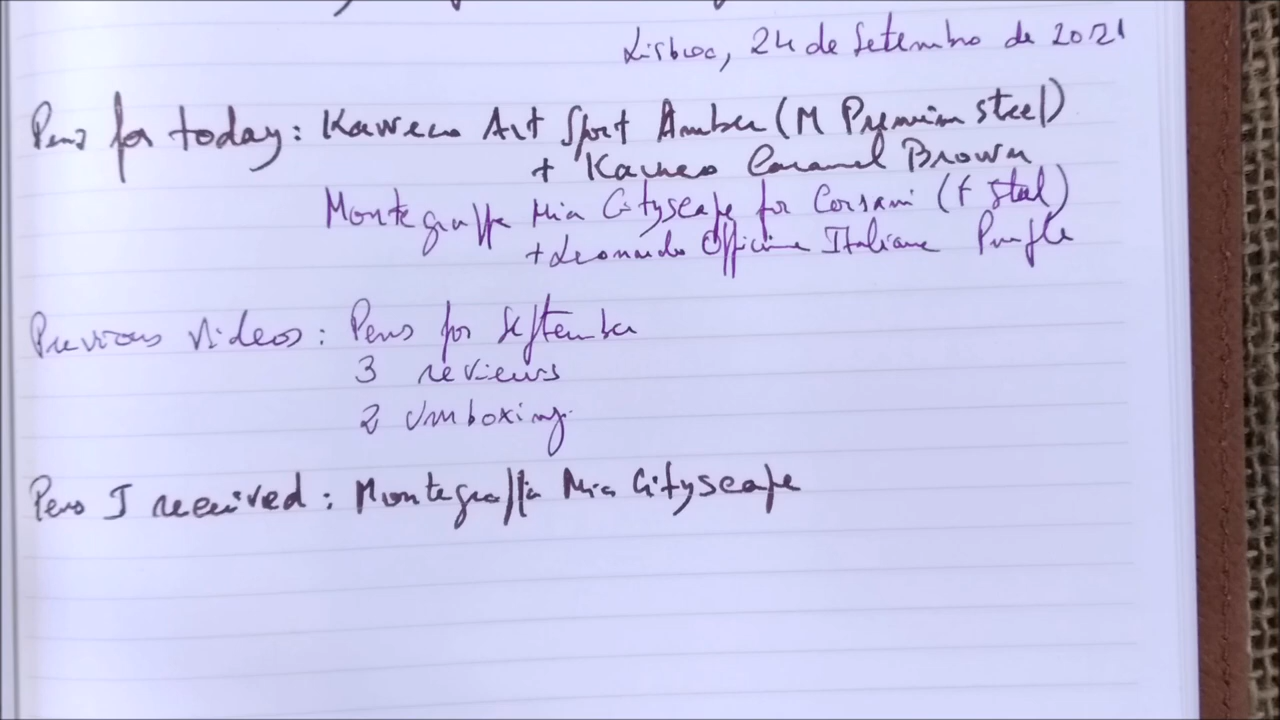 Lisboa, 24 de Setembro de 2021
Pens for today: Kaweco Art Sport Amber (M Premium steel)
+ Kaweco Caramel Brown
Montegrappa Mia Cityscape for Corsani (F Steel)
+ Leonardo Officina Italiana Purple
Previous videos: Pens for September
3 reviews
2 Unboxing
Pens I received: Montegrappa Mia Cityscape